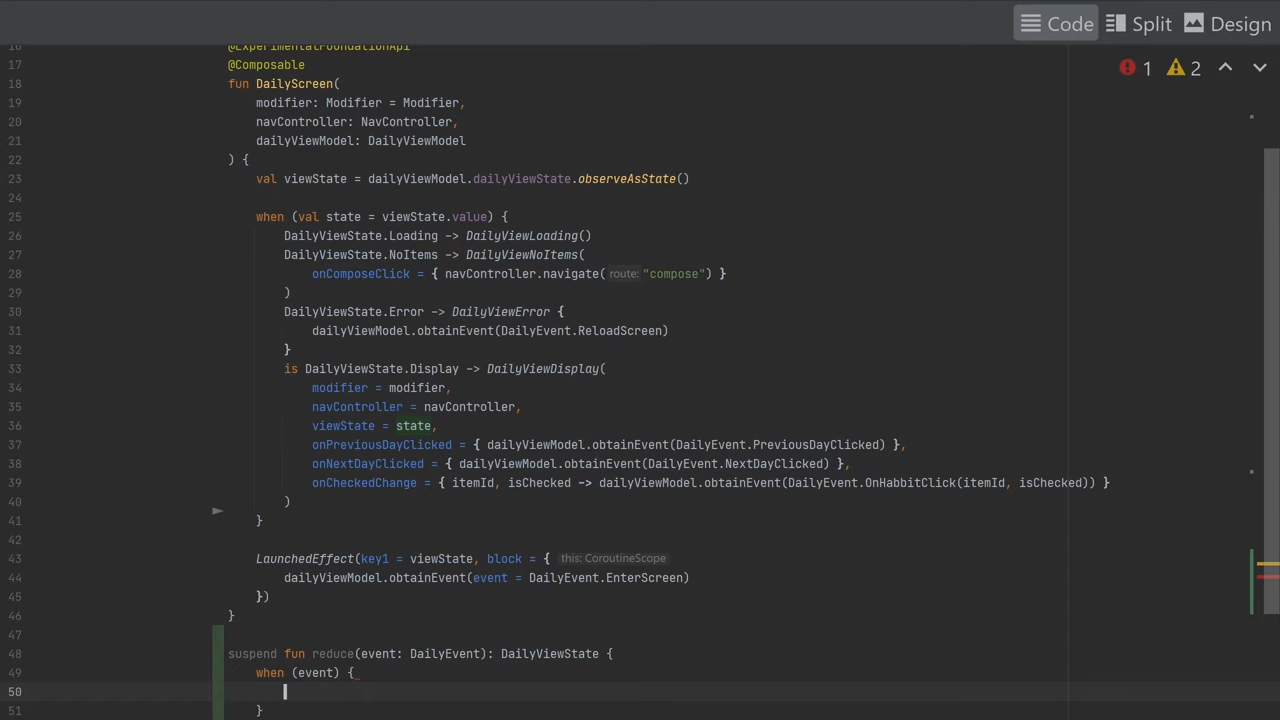 Code Split Design
16 @ExperimentalFoundationApi
1 2
17 @Composable
18 fun DailyScreen(
19 modifier: Modifier = Modifier,
20 navController: NavController,
21 dailyViewModel: DailyViewModel
22 ) {
23 val viewState = dailyViewModel.dailyViewState.observeAsState()
24
25 when (val state = viewState.value) {
26 DailyViewState.Loading -> DailyViewLoading()
27 DailyViewState.NoItems -> DailyViewNoItems(
28 onComposeClick = { navController.navigate( route: "compose") }
29 )
30 DailyViewState.Error -> DailyViewError {
31 dailyViewModel.obtainEvent(DailyEvent.ReloadScreen)
32 }
33 is DailyViewState.Display -> DailyViewDisplay(
34 modifier = modifier,
35 navController = navController,
36 viewState = state,
37 onPreviousDayClicked = { dailyViewModel.obtainEvent(DailyEvent.PreviousDayClicked) },
38 onNextDayClicked = { dailyViewModel.obtainEvent(DailyEvent.NextDayClicked) },
39 onCheckedChange = { itemId, isChecked -> dailyViewModel.obtainEvent(DailyEvent.OnHabbitClick(itemId, isChecked)) }
40 )
41 }
42
43 LaunchedEffect(key1 = viewState, block = { this: CoroutineScope
44 dailyViewModel.obtainEvent(event = DailyEvent.EnterScreen)
45 })
46 }
47
48 suspend fun reduce(event: DailyEvent): DailyViewState {
49 when (event) {
50
51 }